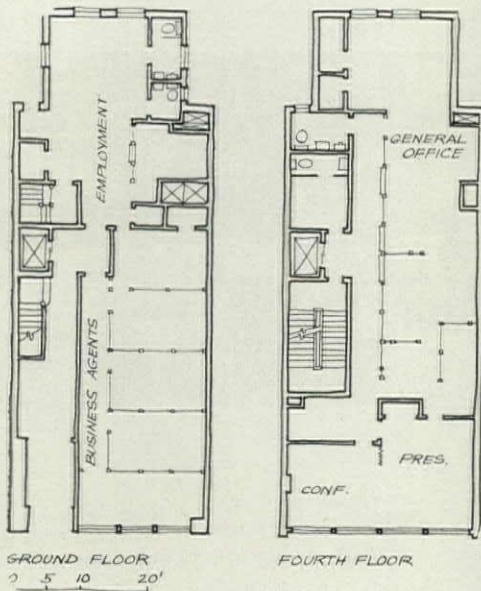 EMPLOYMENT
BUSINESS AGENTS
GROUND FLOOR
0 5 10 20'
GENERAL
OFFICE
PRES.
CONF.
FOURTH FLOOR